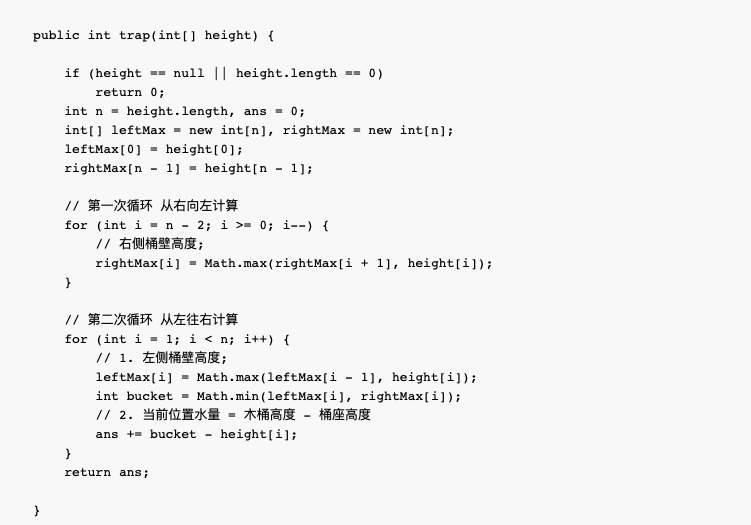 public int trap(int[] height) {
if (height == null || height.length == 0)
return 0;
int n = height.length, ans = 0;
int[] leftMax = new int[n], rightMax = new int[n];
leftMax[0] = height[0];
rightMax[n - 1] = height[n - 1];
// 第一次循环 从右向左计算
for (int i = n - 2; i >= 0; i--) {
// 右侧桶壁高度;
rightMax[i] = Math.max(rightMax[i + 1], height[i]);
}
// 第二次循环 从左往右计算
for (int i = 1; i < n; i++) {
// 1. 左侧桶壁高度;
leftMax[i] = Math.max(leftMax[i - 1], height[i]);
int bucket = Math.min(leftMax[i], rightMax[i]);
// 2. 当前位置水量 = 木桶高度 - 桶座高度
ans += bucket - height[i];
}
return ans;
}